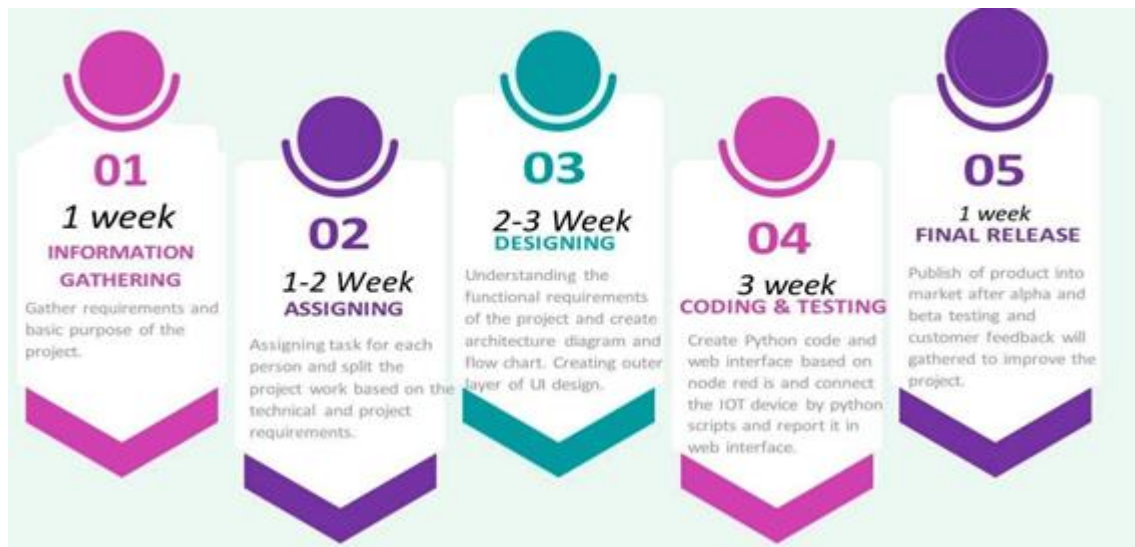 01
1 week
INFORMATION
GATHERING
Gather requirements and
basic purpose of the
project.
02
1-2 Week
ASSIGNING
Assigning task for each
person and split the
project work based on the
technical and project
requirements.
03
2-3 Week
DESIGNING
Understanding the
functional requirements
of the project and create
architecture diagram and
flow chart. Creating outer
layer of UI design.
04
3 week
CODING & TESTING
Create Python code and
web interface based on
node red is and connect
the IOT device by python
scripts and report it in
web interface.
05
1 week
FINAL RELEASE
Publish of product into
market after alpha and
beta testing and
customer feedback will
gathered to improve the
project.